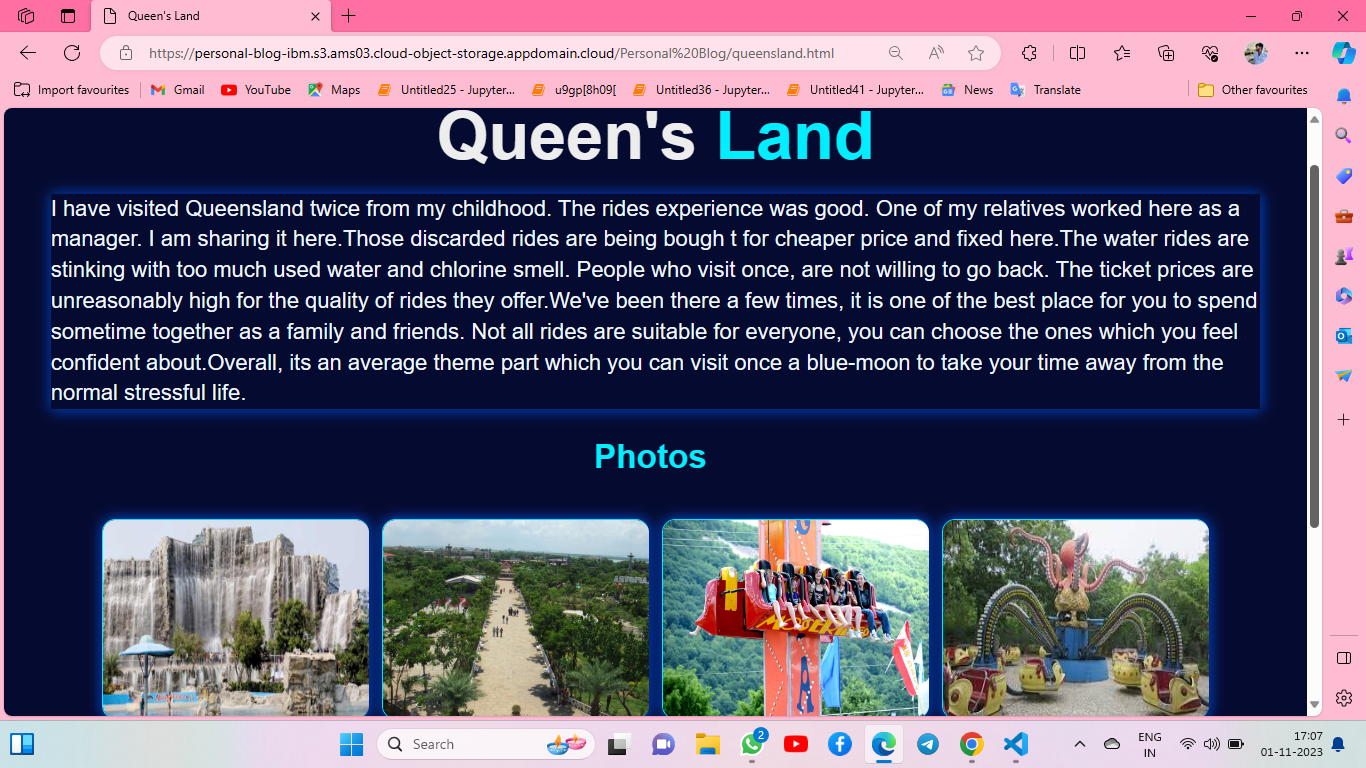 Queen's Land
https://personal-blog-ibm.s3.ams03.cloud-object-storage.appdomain.cloud/Personal%20Blog/queensland.html
Import favourites
Gmail
YouTube
Maps
Untitled25 - Jupyter...
u9gp[8h09[
Untitled36 - Jupyter...
Untitled41 - Jupyter...
News
Translate
Other favourites
Queen's Land
I have visited Queensland twice from my childhood. The rides experience was good. One of my relatives worked here as a
manager. I am sharing it here.Those discarded rides are being bough t for cheaper price and fixed here.The water rides are
stinking with too much used water and chlorine smell. People who visit once, are not willing to go back. The ticket prices are
unreasonably high for the quality of rides they offer.We've been there a few times, it is one of the best place for you to spend
sometime together as a family and friends. Not all rides are suitable for everyone, you can choose the ones which you feel
confident about.Overall, its an average theme part which you can visit once a blue-moon to take your time away from the
normal stressful life.
Photos
Search
2
ENG
IN
17:07
01-11-2023